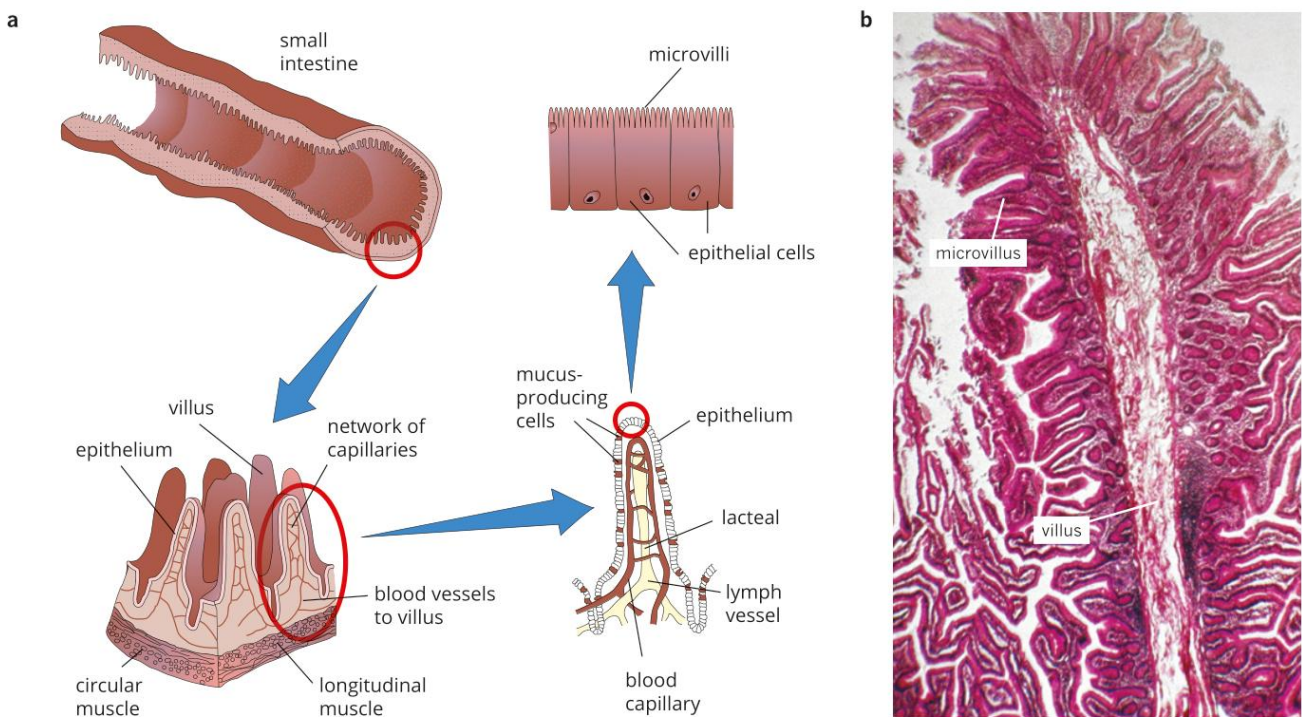 a
small
intestine
microvilli
epithelial cells
villus
epithelium
network of
capillaries
blood vessels
to villus
circular
muscle
longitudinal
muscle
mucus-
producing
cells
epithelium
lacteal
lymph
vessel
blood
capillary
b
microvillus
villus